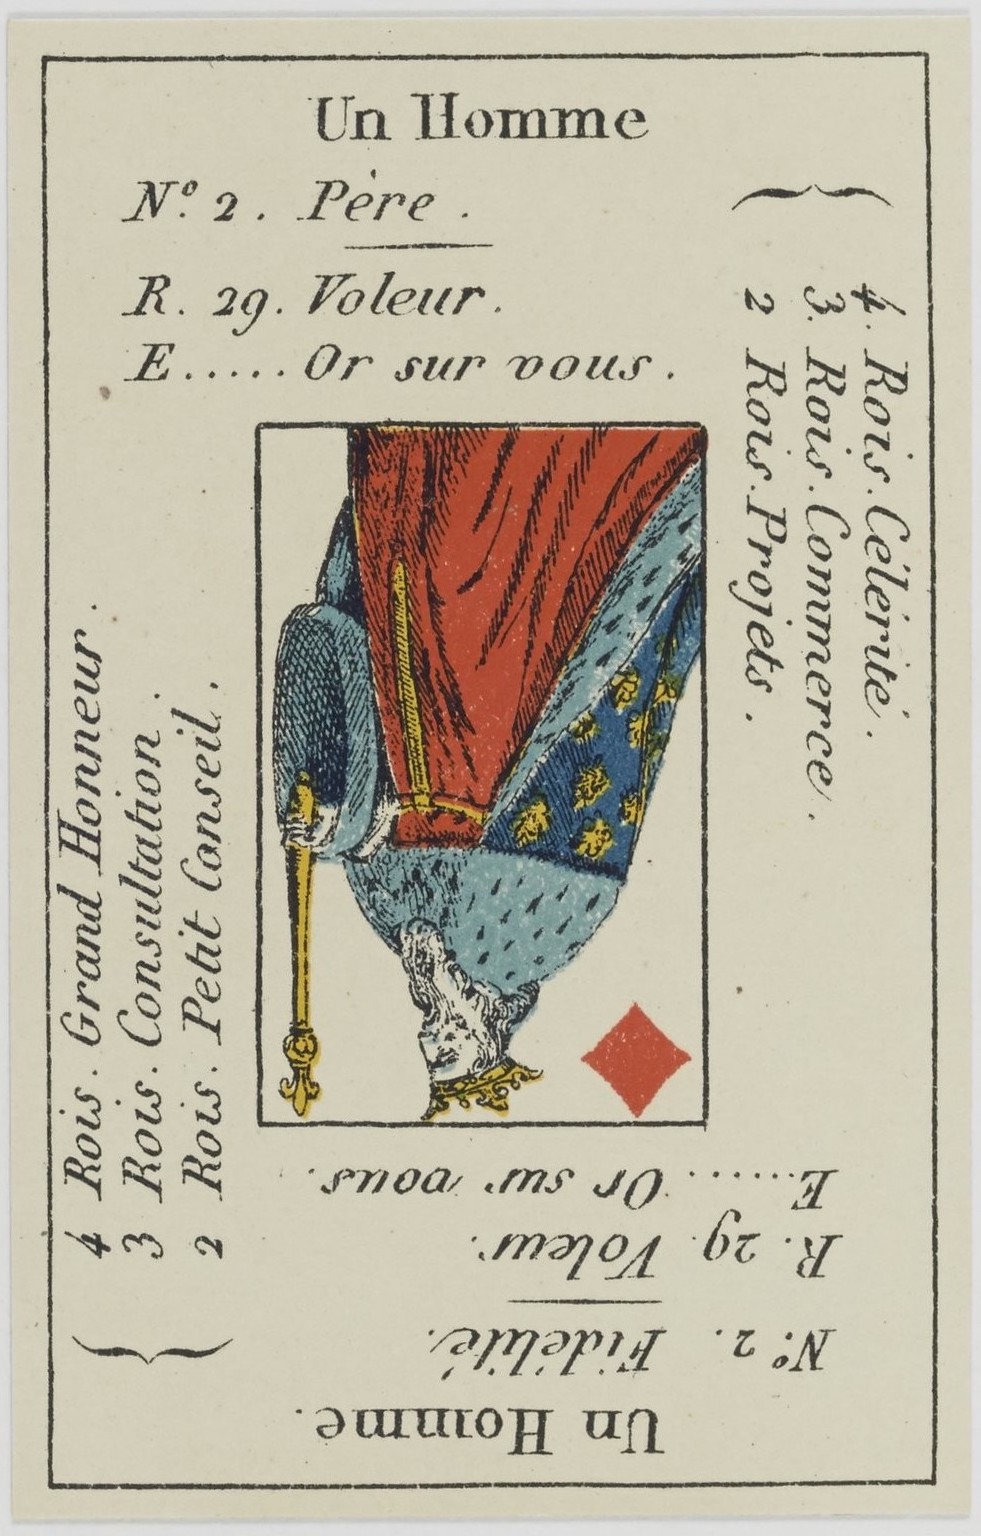 Un Homme
Nº. 2. Père.
R. 29. Voleur.
E..... Or sur vous.
4. Rois. Célérité.
3. Rois. Commerce.
2 Rois. Projets.
4 Rois. Grand Honneur.
3 Rois. Consultation.
2 Rois. Petit Conseil.
Un Homme.
Nº. 2. Fidélité.
R. 29. Voleur.
E..... Or sur vous.